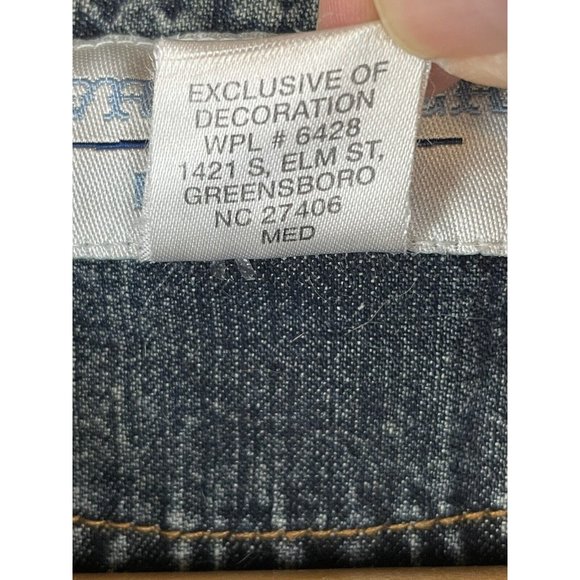 EXCLUSIVE OF
DECORATION
WPL # 6428
1421 S, ELM ST,
GREENSBORO
NC 27406
MED